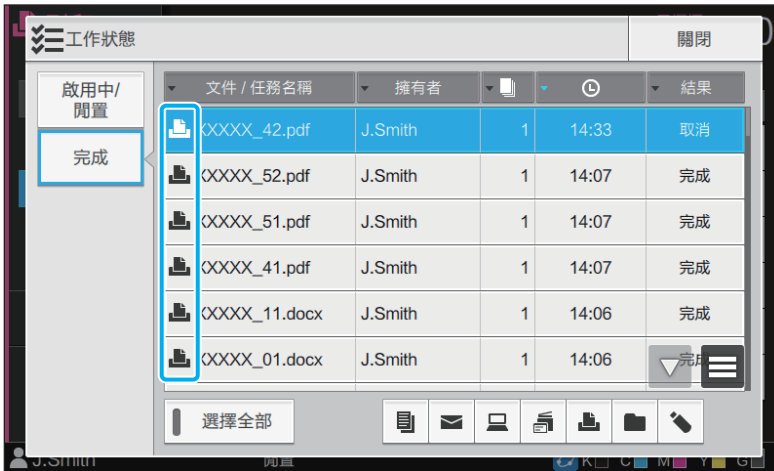 工作狀態
關閉
啟用中/
閒置
完成
文件 / 任務名稱 擁有者 結果
XXXXX_42.pdf J.Smith 1 14:33 取消
XXXXX_52.pdf J.Smith 1 14:07 完成
XXXXX_51.pdf J.Smith 1 14:07 完成
XXXXX_41.pdf J.Smith 1 14:07 完成
XXXXX_11.docx J.Smith 1 14:06 完成
XXXXX_01.docx J.Smith 1 14:06 完成
選擇全部
J.Smith 閒置 K C M Y G